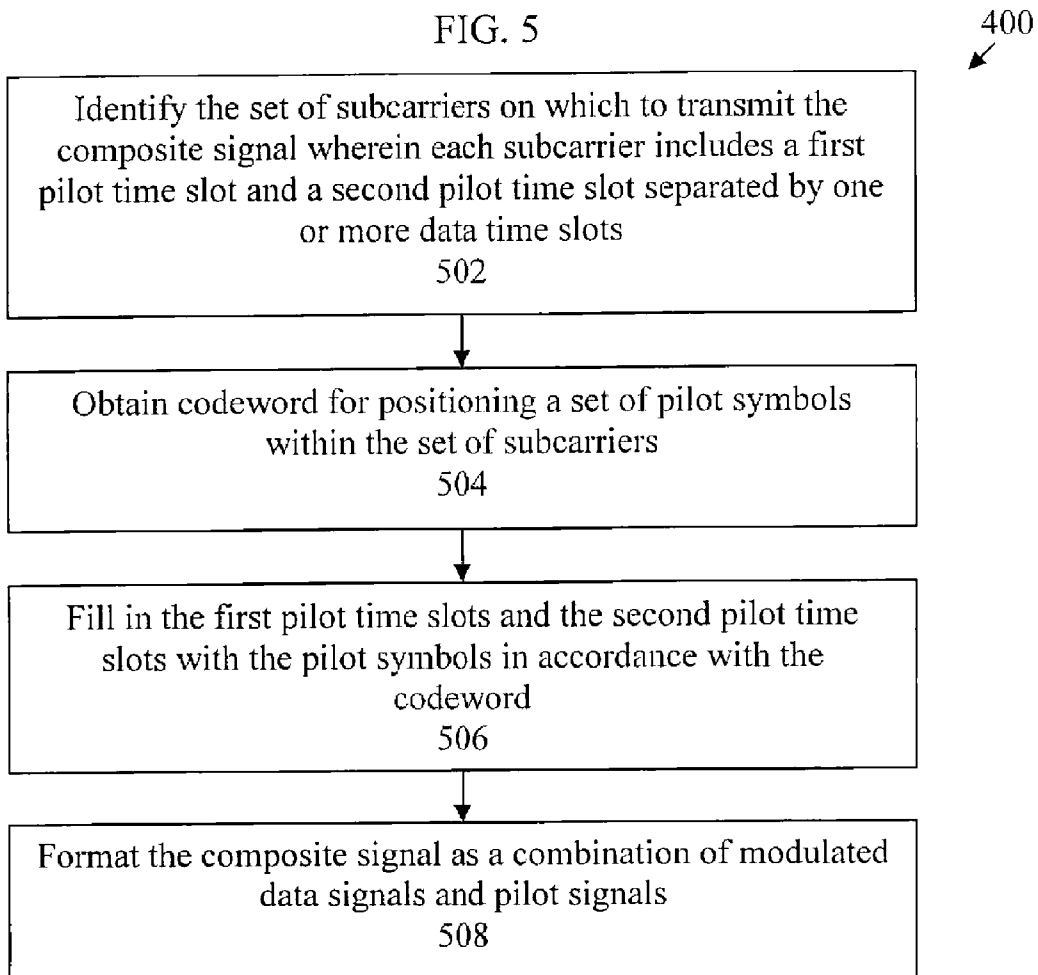 FIG. 5
400
Identify the set of subcarriers on which to transmit the
composite signal wherein each subcarrier includes a first
pilot time slot and a second pilot time slot separated by one
or more data time slots
502
Obtain codeword for positioning a set of pilot symbols
within the set of subcarriers
504
Fill in the first pilot time slots and the second pilot time
slots with the pilot symbols in accordance with the
codeword
506
Format the composite signal as a combination of modulated
data signals and pilot signals
508